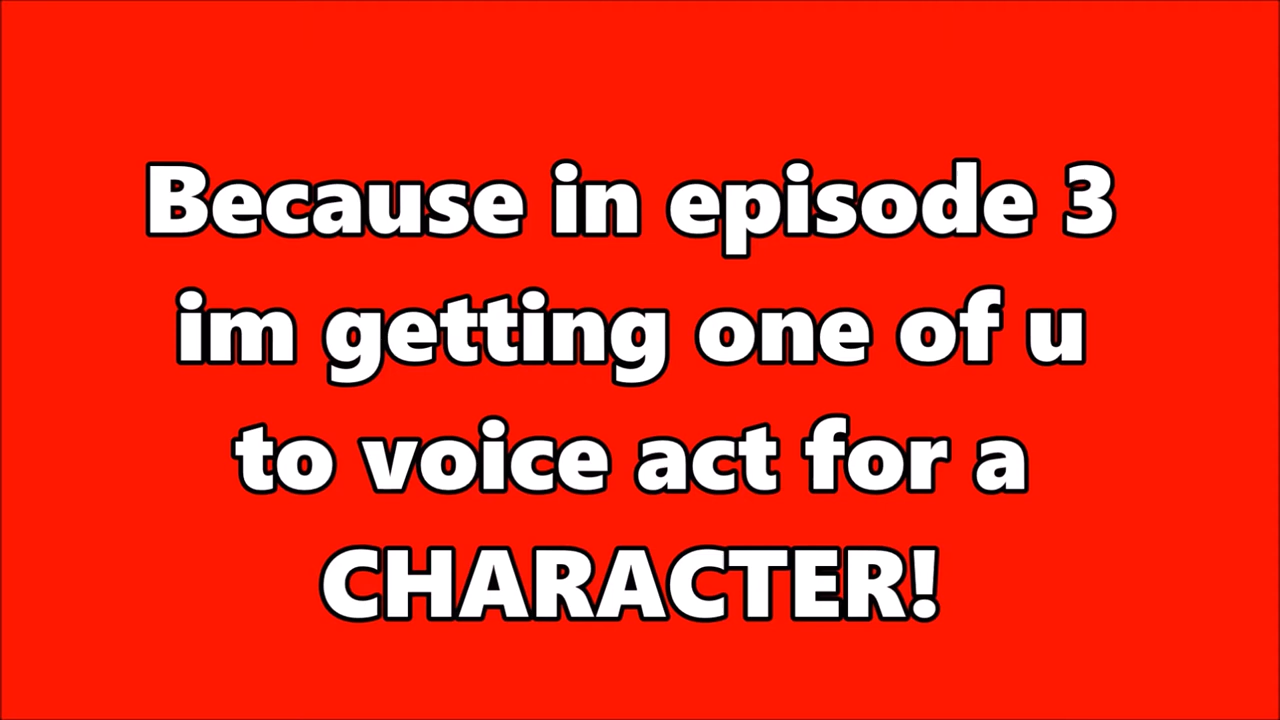 Because in episode 3
im getting one of u
to voice act for a
CHARACTER!